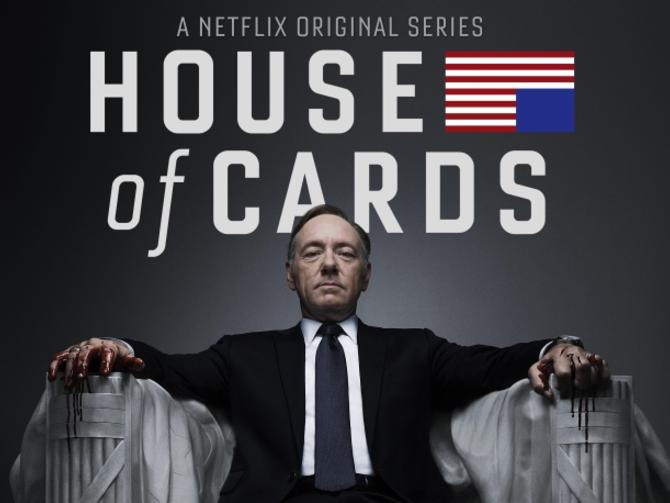 A NETFLIX ORIGINAL SERIES
HOUSE
of CARDS